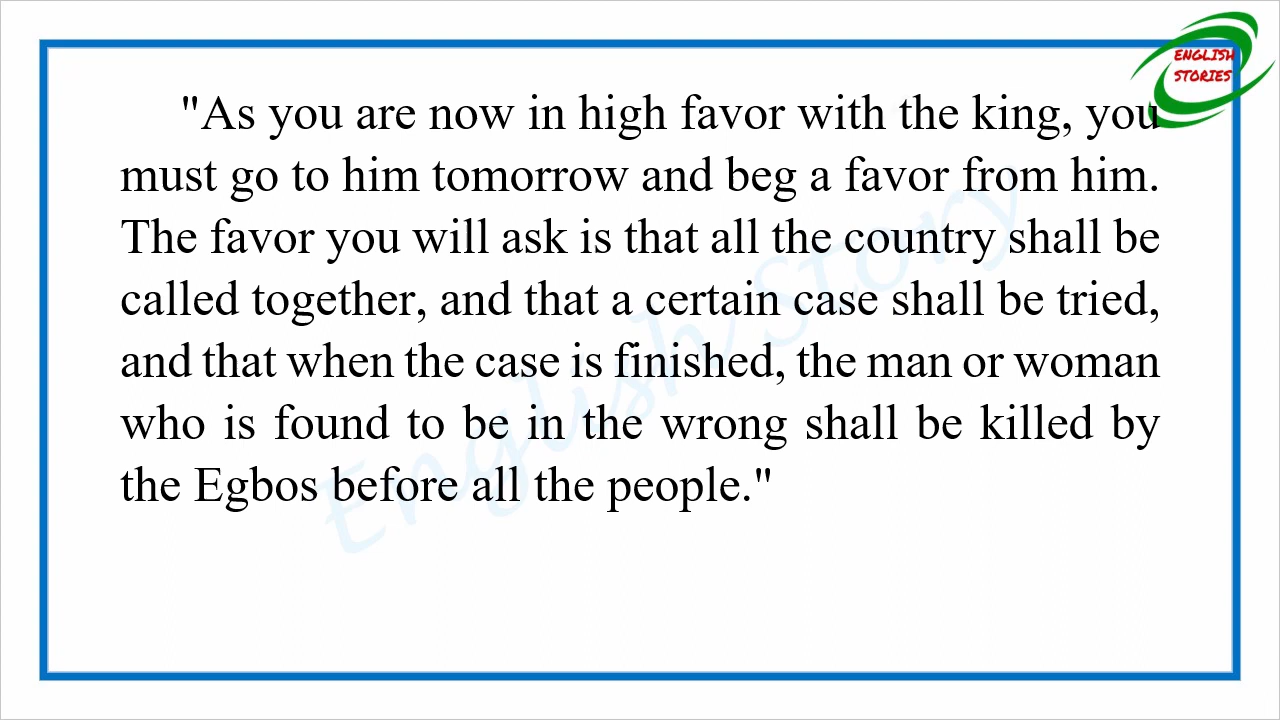 ENGLISH
STORIES
"As you are now in high favor with the king, you
must go to him tomorrow and beg a favor from him.
The favor you will ask is that all the country shall be
called together, and that a certain case shall be tried,
and that when the case is finished, the man or woman
who is found to be in the wrong shall be killed by
the Egbos before all the people."
English Story